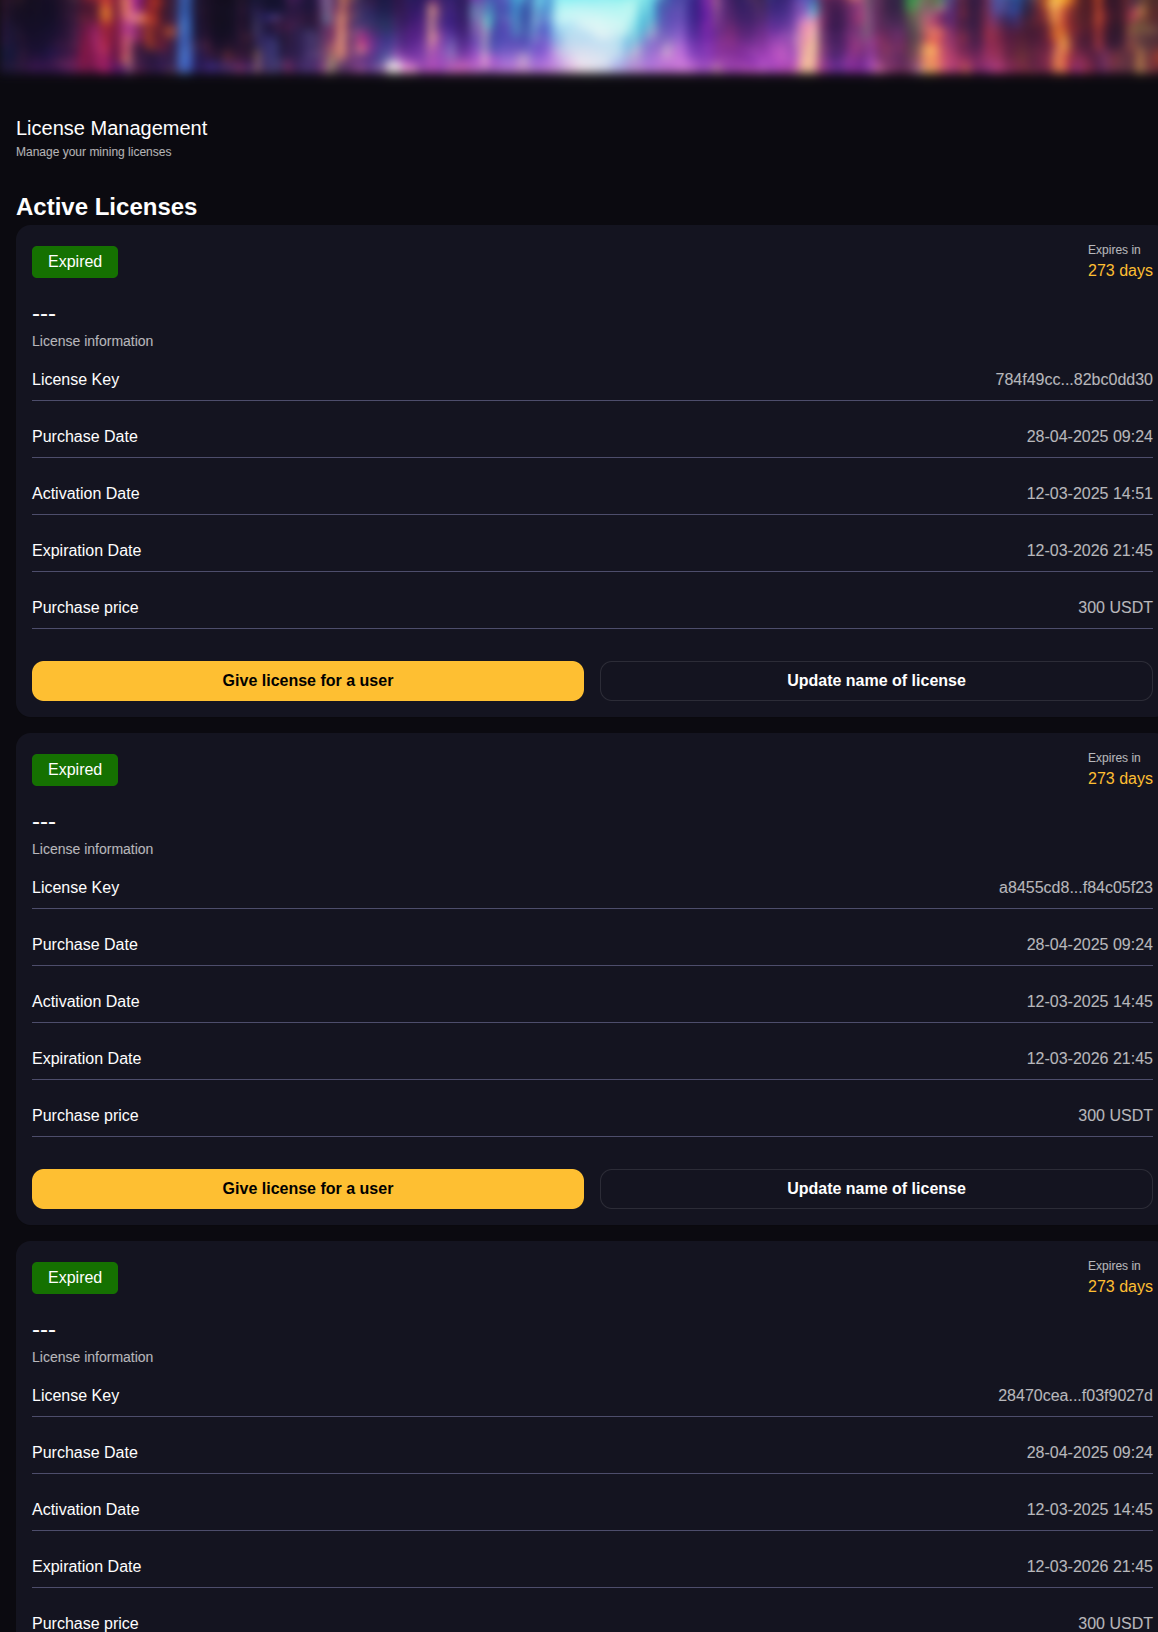 License Management
Manage your mining licenses
Active Licenses
Expired
Expires in
273 days
---
License information
License Key 784f49cc...82bc0dd30
Purchase Date 28-04-2025 09:24
Activation Date 12-03-2025 14:51
Expiration Date 12-03-2026 21:45
Purchase price 300 USDT
Give license for a user Update name of license
Expired
Expires in
273 days
---
License information
License Key a8455cd8...f84c05f23
Purchase Date 28-04-2025 09:24
Activation Date 12-03-2025 14:45
Expiration Date 12-03-2026 21:45
Purchase price 300 USDT
Give license for a user Update name of license
Expired
Expires in
273 days
---
License information
License Key 28470cea...f03f9027d
Purchase Date 28-04-2025 09:24
Activation Date 12-03-2025 14:45
Expiration Date 12-03-2026 21:45
Purchase price 300 USDT